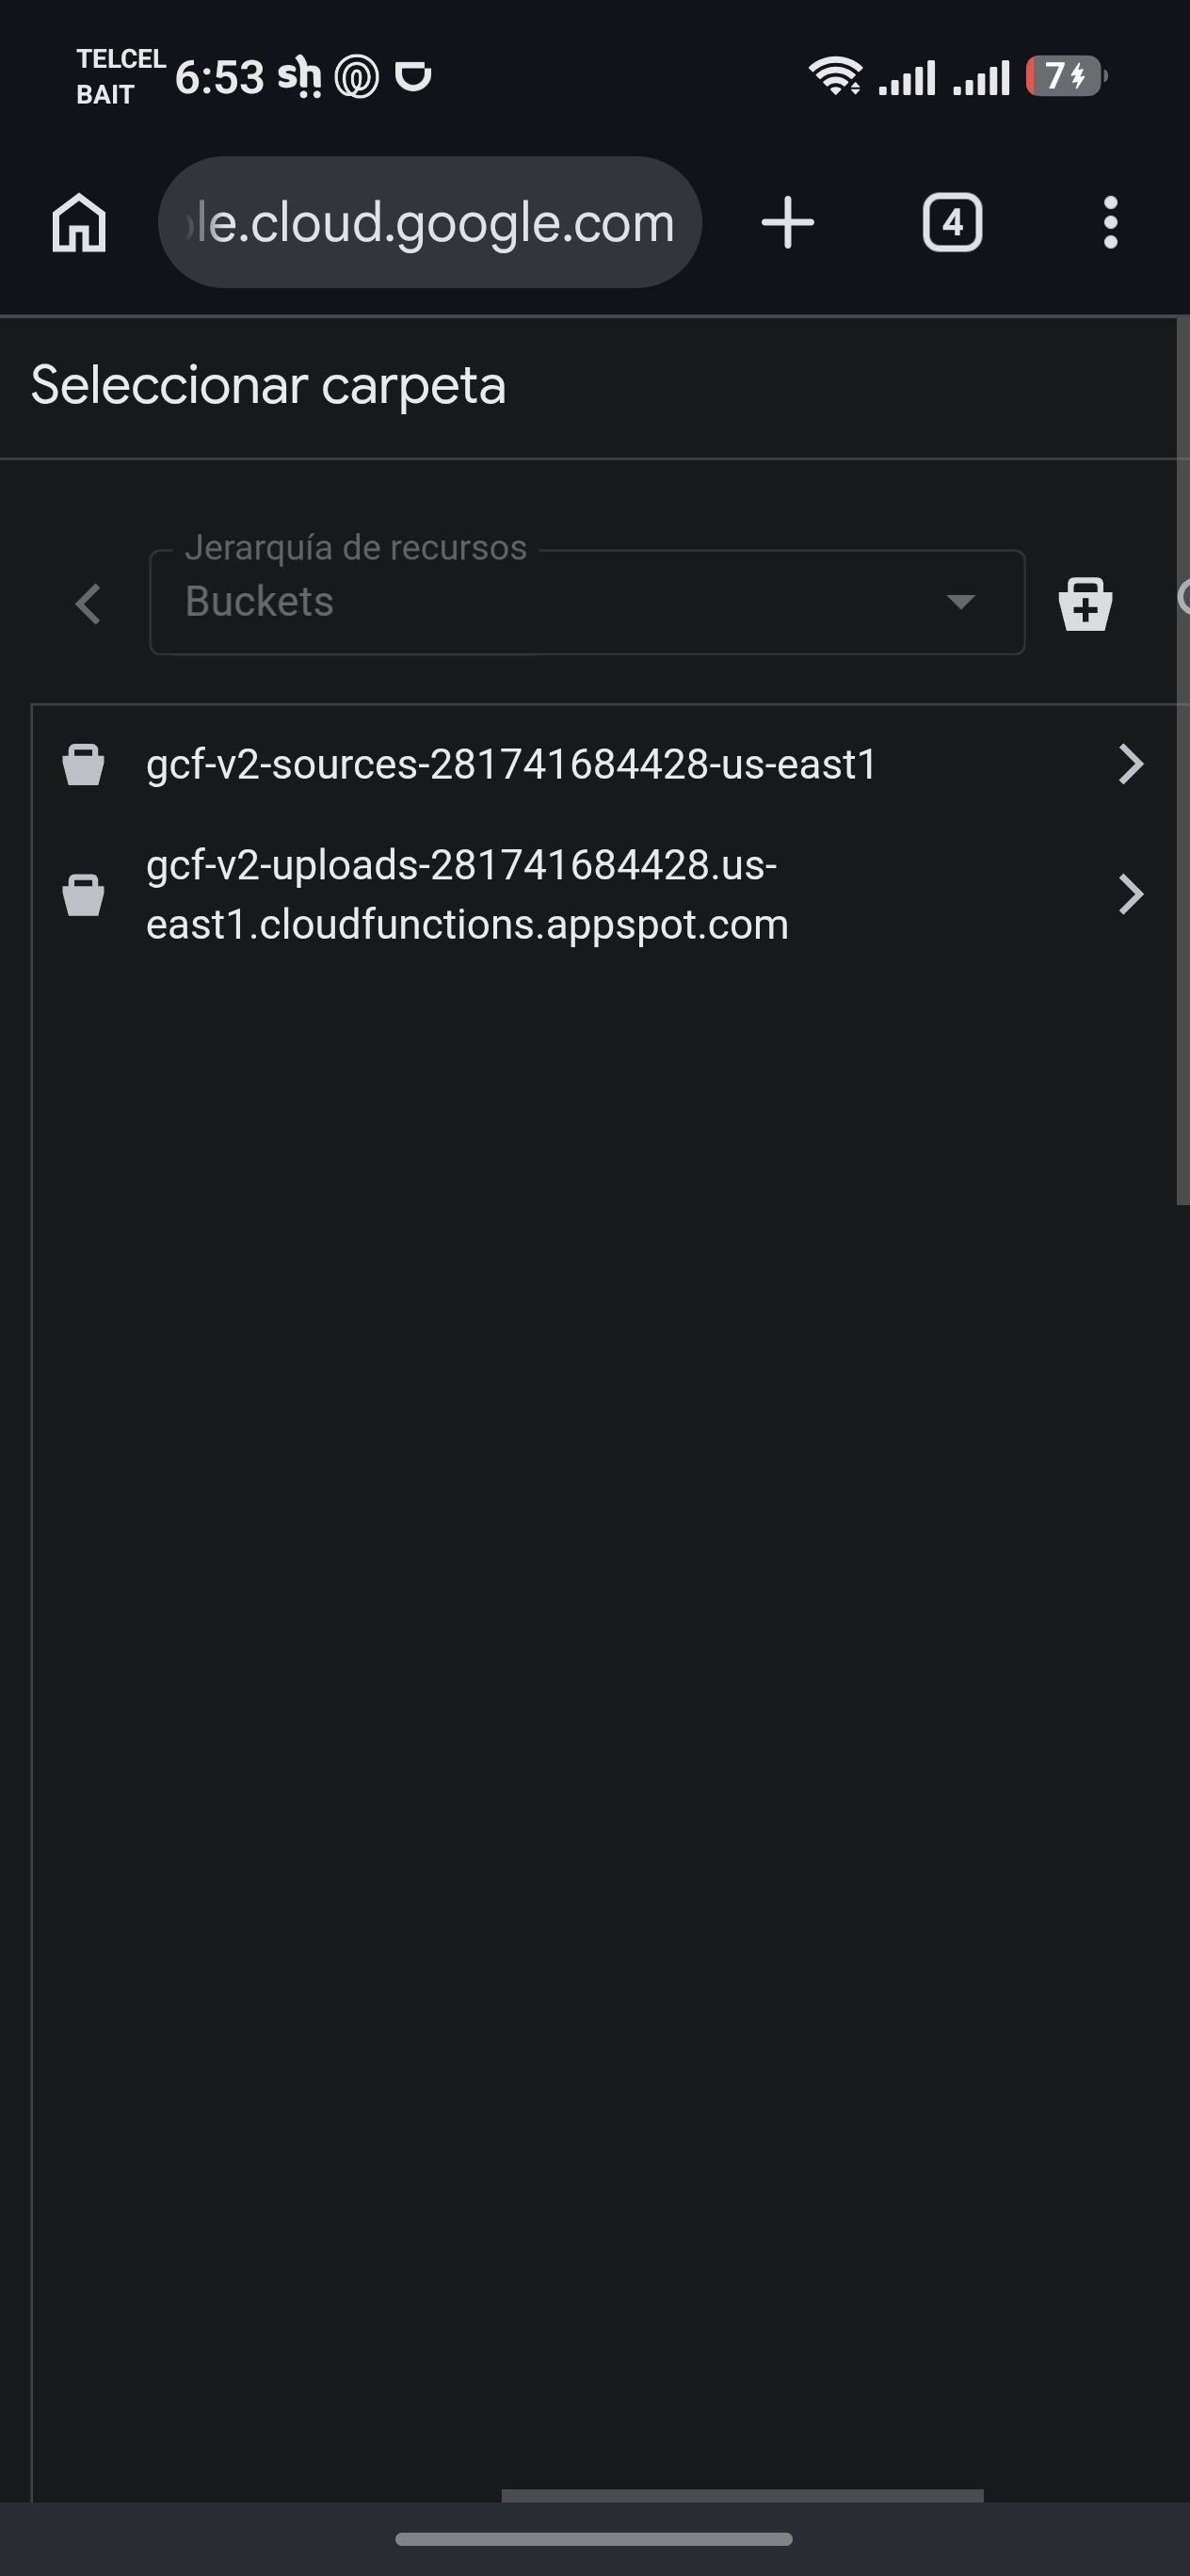 TELCEL
BAIT
6:53
7
le.cloud.google.com
4
Seleccionar carpeta
Jerarquía de recursos
Buckets
gcf-v2-sources-281741684428-us-east1
gcf-v2-uploads-281741684428.us-
east1.cloudfunctions.appspot.com